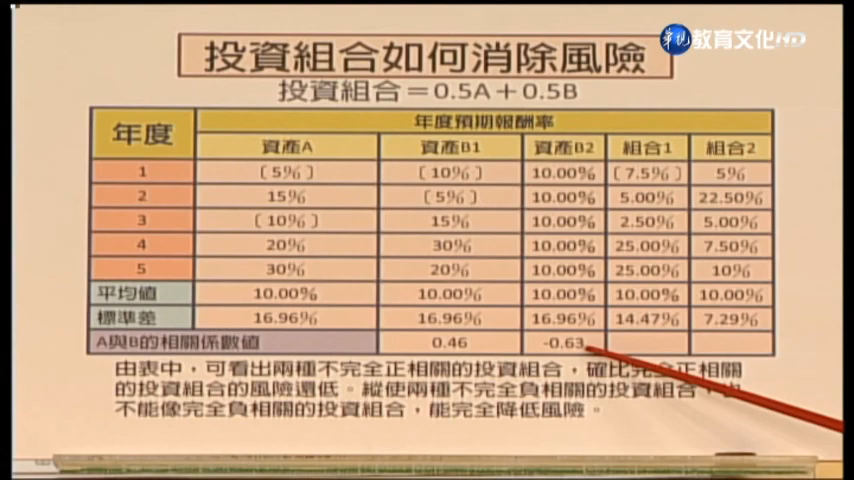 華視 教育文化HD
投資組合如何消除風險
投資組合＝0.5A＋0.5B
年度 年度預期報酬率
資產A 資產B1 資產B2 組合1 組合2
1 〔5%〕 〔10%〕 10.00% 〔7.5%〕 5%
2 15% 〔5%〕 10.00% 5.00% 22.50%
3 〔10%〕 15% 10.00% 2.50% 5.00%
4 20% 30% 10.00% 25.00% 7.50%
5 30% 20% 10.00% 25.00% 10%
平均值 10.00% 10.00% 10.00% 10.00% 10.00%
標準差 16.96% 16.96% 16.96% 14.47% 7.29%
A與B的相關係數值 0.46 -0.63
由表中，可看出兩種不完全正相關的投資組合，確比完全正相關
的投資組合的風險還低。縱使兩種不完全負相關的投資組合，也
不能像完全負相關的投資組合，能完全降低風險。